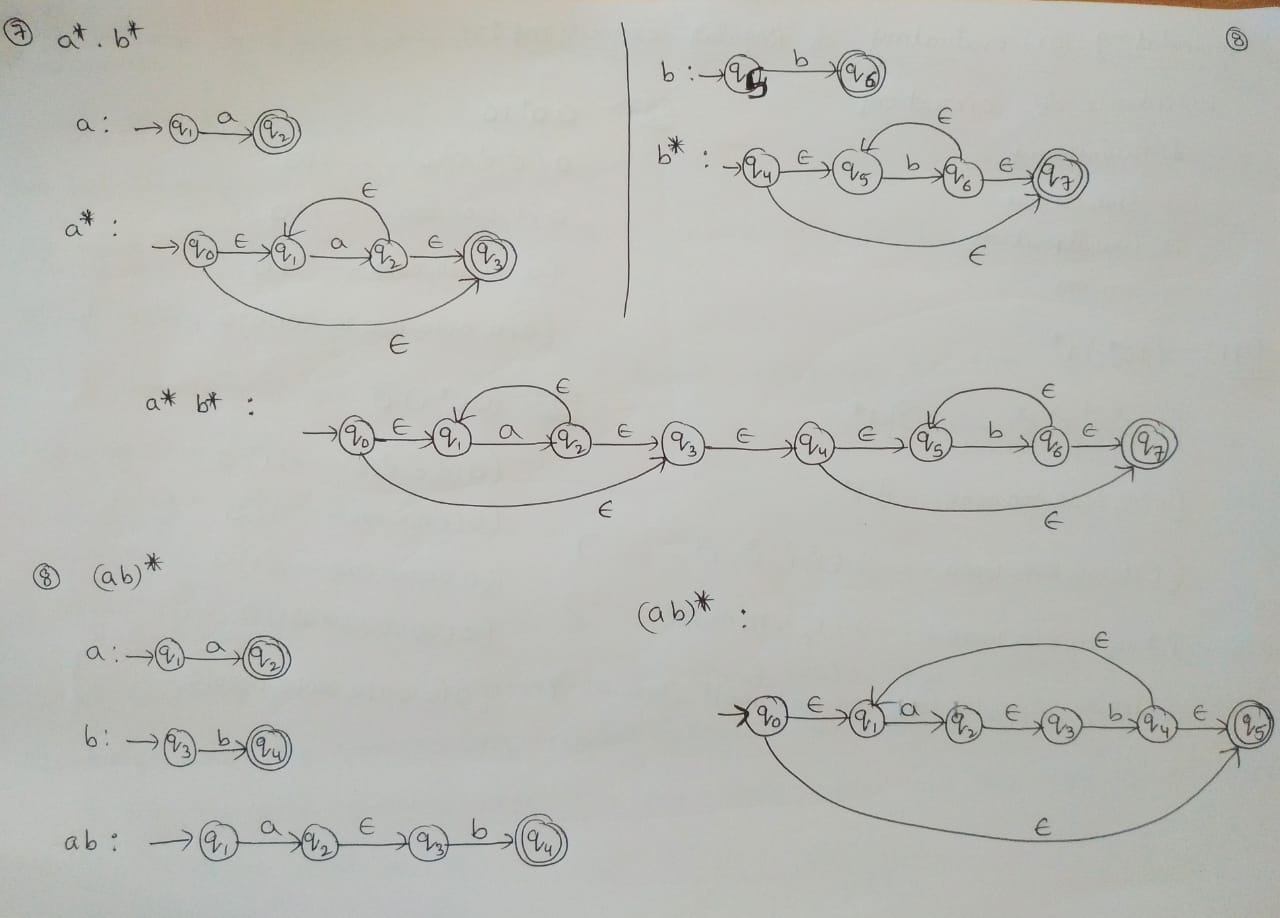 ⑦ a* . b*
⑧
a: → q₁ a q₂
a* : → q₀ ϵ q₁ a q₂ ϵ q₃ ϵ ϵ
b : → q₅ b q₆
b* : → q₄ ϵ q₅ b q₆ ϵ q₇ ϵ ϵ
a* b* : → q₀ ϵ q₁ a q₂ ϵ q₃ ϵ q₄ ϵ q₅ b q₆ ϵ q₇ ϵ ϵ ϵ ϵ
⑧ (ab)*
a: → q₁ a q₂
b: → q₃ b q₄
ab : → q₁ a q₂ ϵ q₃ b q₄
(ab)* :
→ q₀ ϵ q₁ a q₂ ϵ q₃ b q₄ ϵ q₅ ϵ ϵ